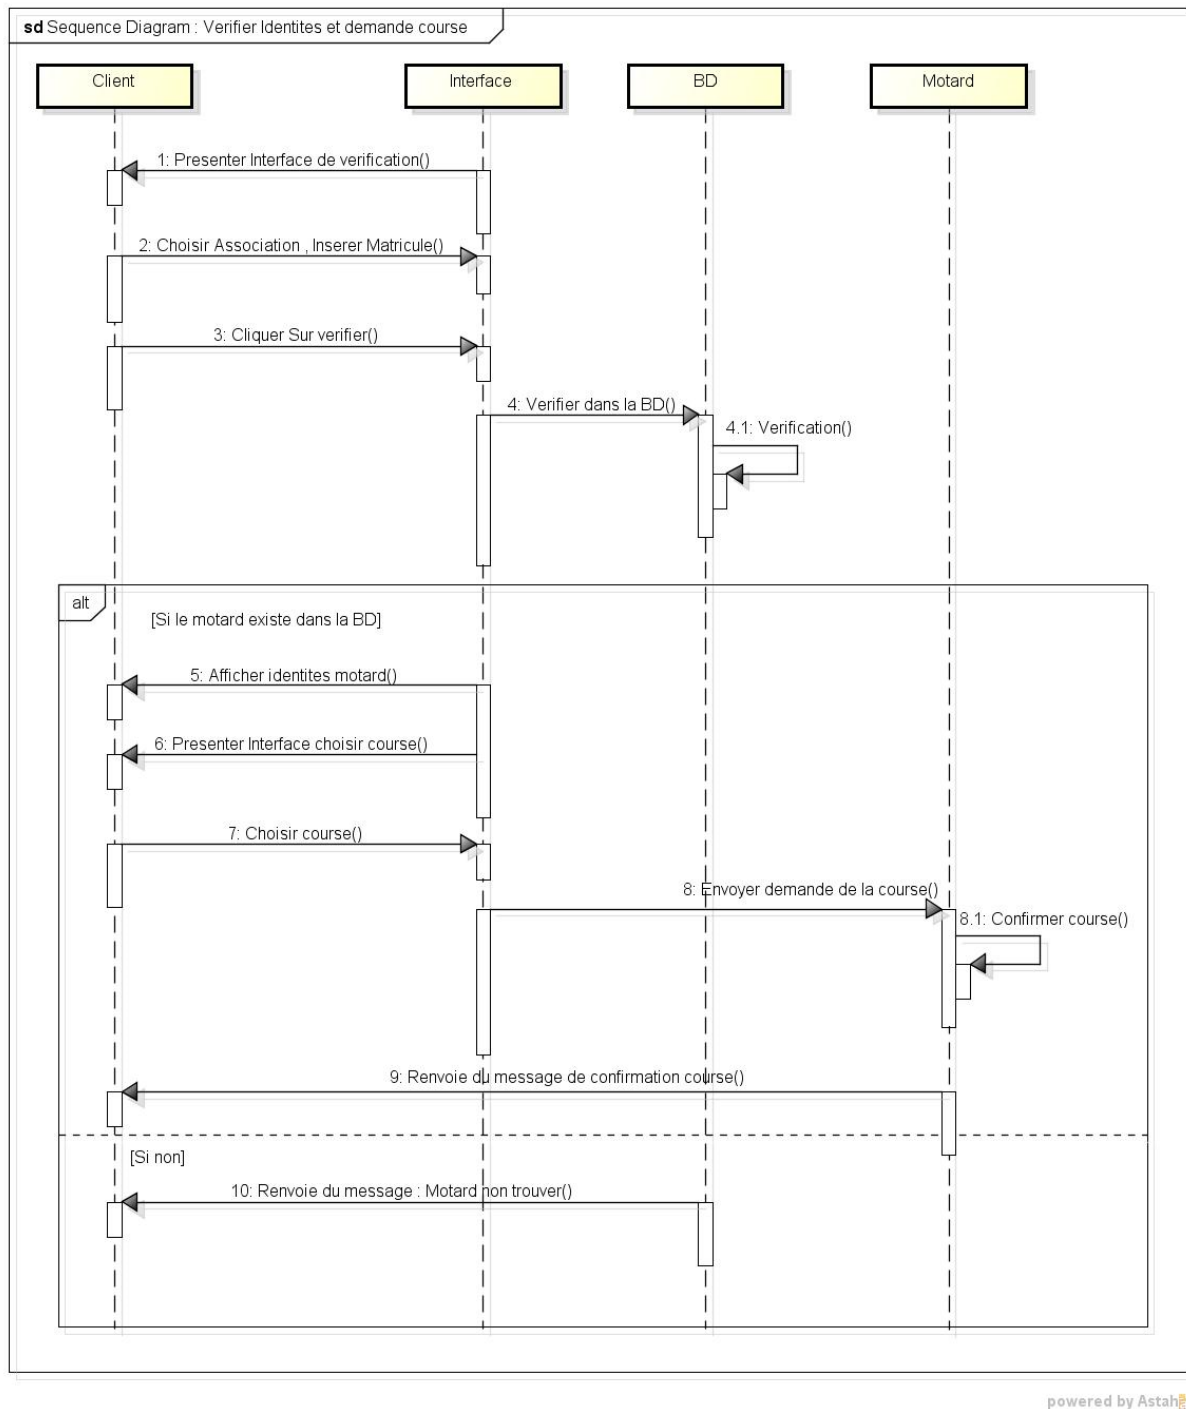 sd Sequence Diagram : Verifier Identites et demande course
Client
Interface
BD
Motard
1: Presenter Interface de verification()
2: Choisir Association , Inserer Matricule()
3: Cliquer Sur verifier()
4: Verifier dans la BD()
4.1: Verification()
alt
[Si le motard existe dans la BD]
5: Afficher identites motard()
6: Presenter Interface choisir course()
7: Choisir course()
8: Envoyer demande de la course()
8.1: Confirmer course()
9: Renvoie du message de confirmation course()
[Si non]
10: Renvoie du message : Motard non trouver()
powered by Astah